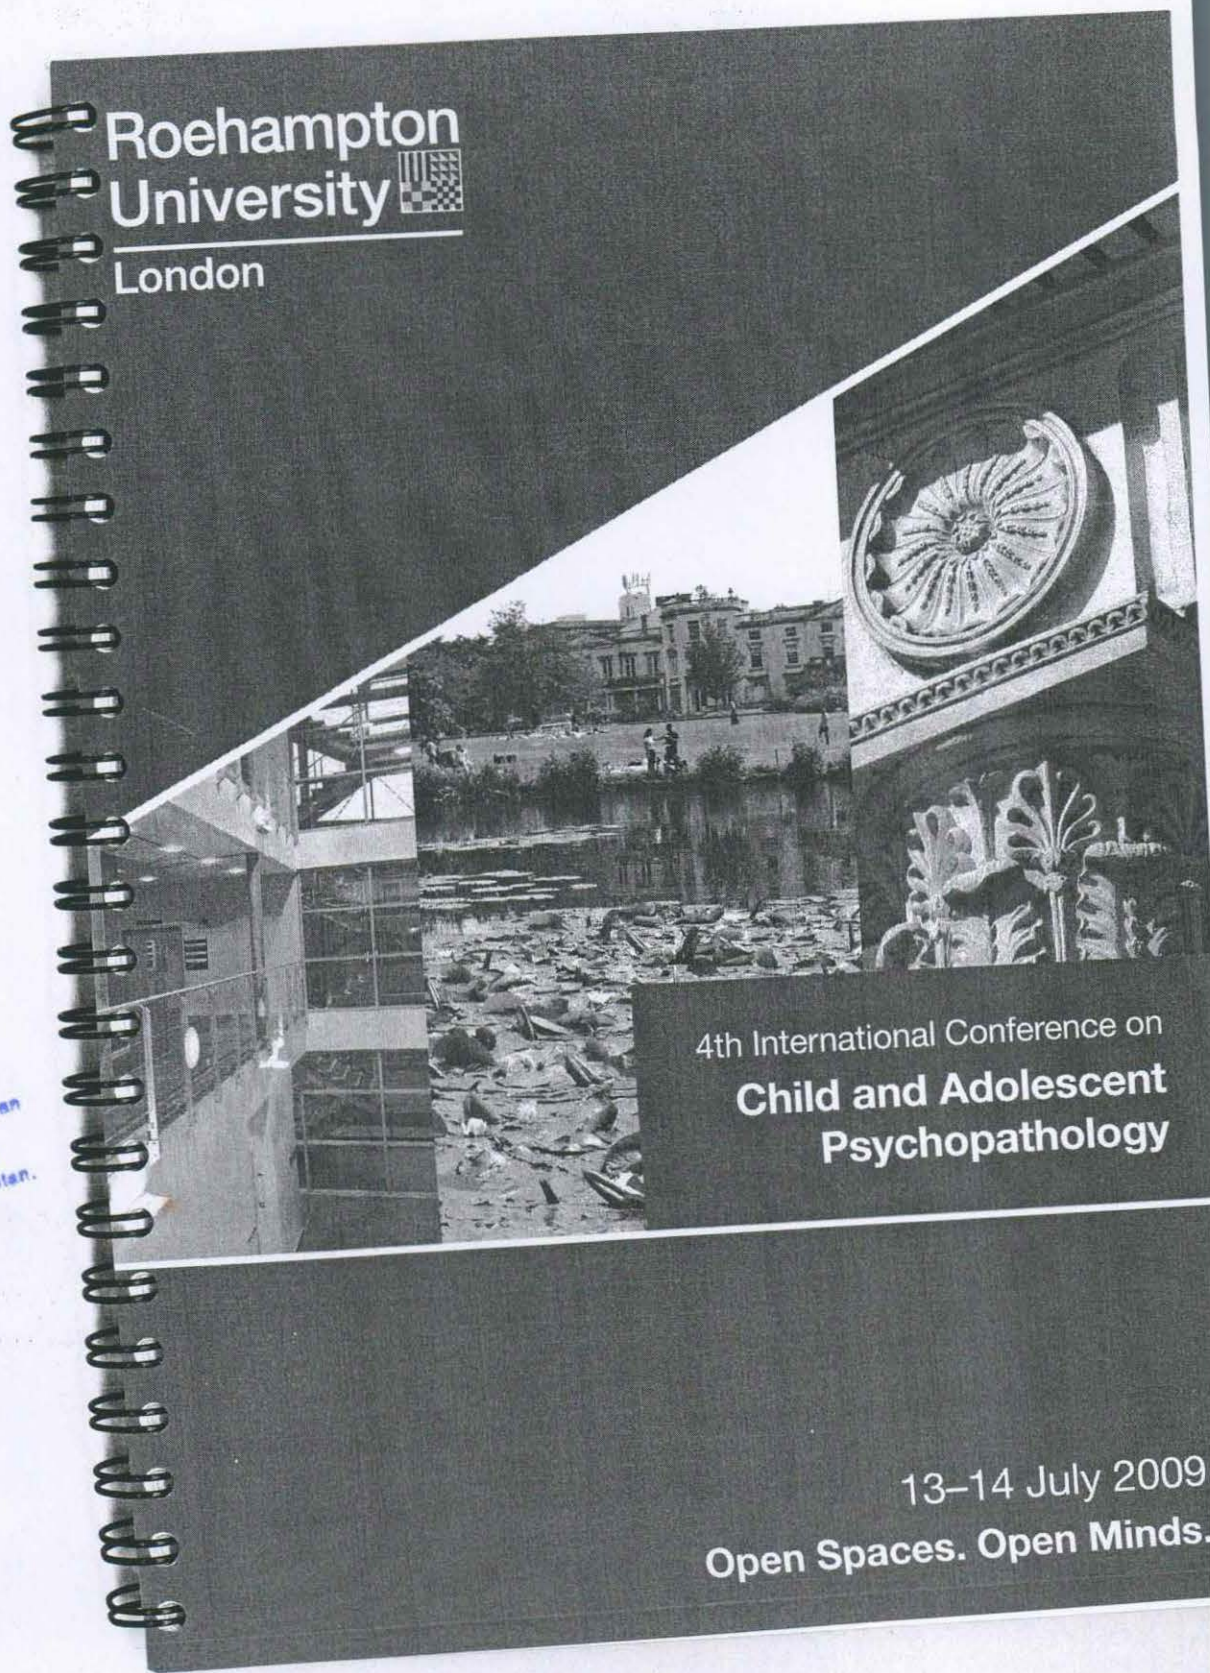 Roehampton
University
London
4th International Conference on
Child and Adolescent
Psychopathology
13–14 July 2009
Open Spaces. Open Minds.